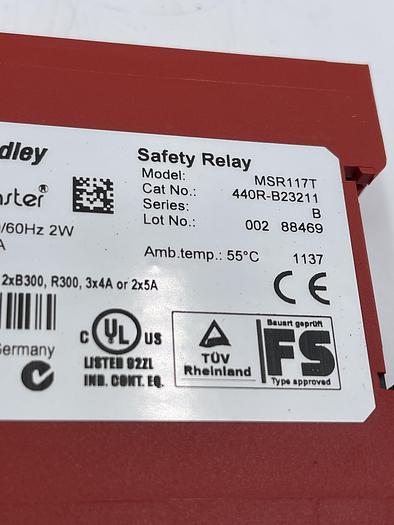 dley
Safety Relay
Model: MSR117T
ster®
Cat No.: 440R-B23211
Series: B
Lot No.: 002 88469
/60Hz 2W
A
Amb.temp.: 55°C 1137
2xB300, R300, 3x4A or 2x5A
CE
C UL US
LISTED 92ZL
IND. CONT. EQ.
Germany
TÜV
Rheinland
Bauart geprüft
FS
Type approved